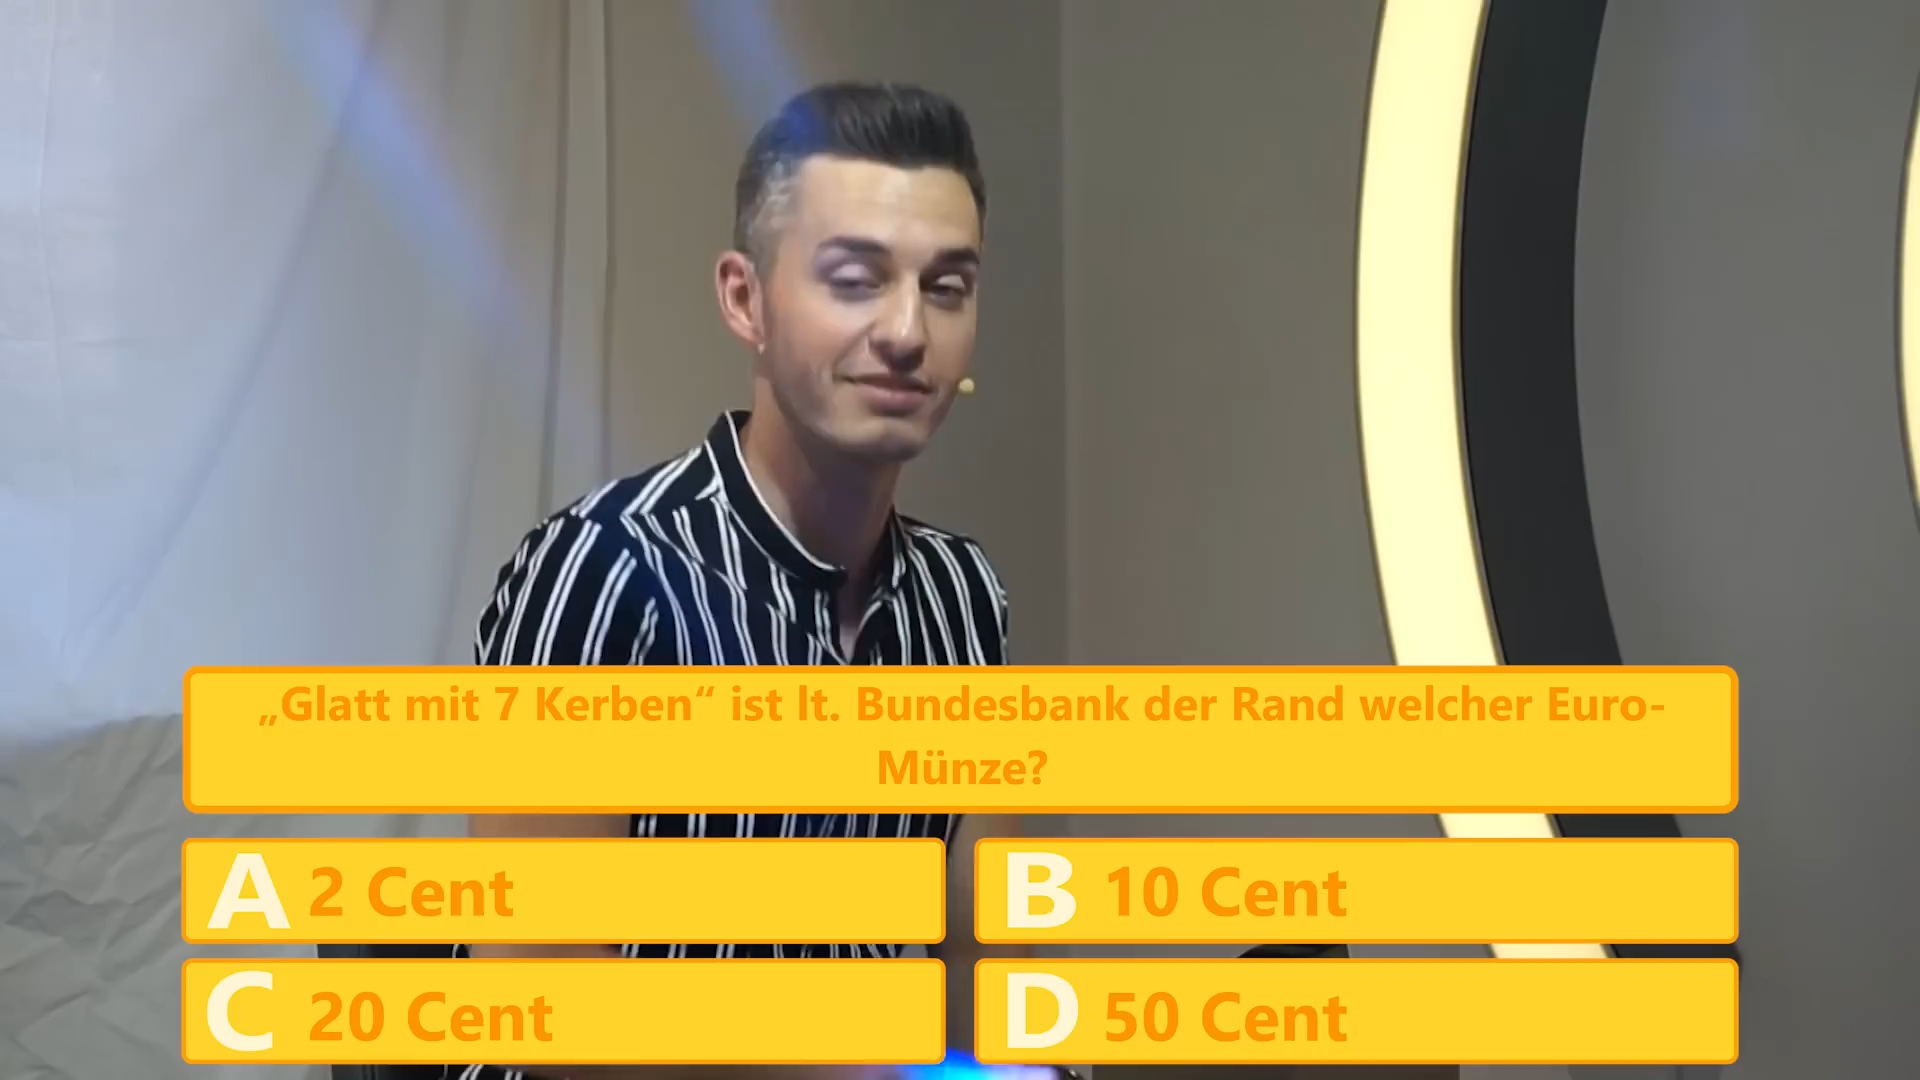 „Glatt mit 7 Kerben“ ist lt. Bundesbank der Rand welcher Euro-
Münze?
A 2 Cent
B 10 Cent
C 20 Cent
D 50 Cent